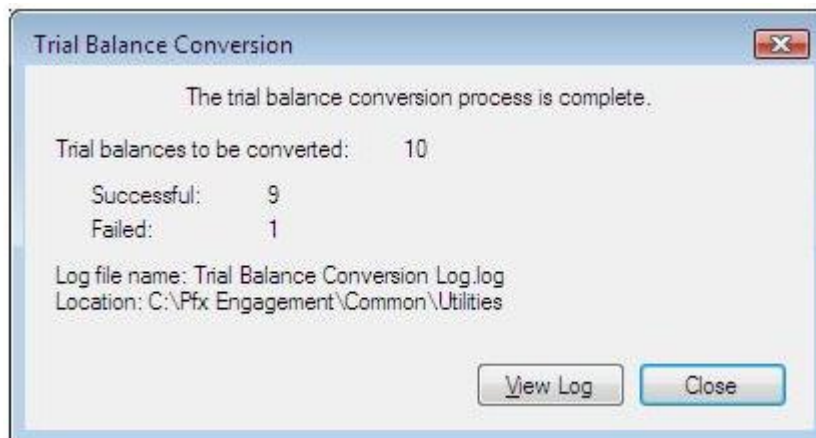 Trial Balance Conversion
The trial balance conversion process is complete.
Trial balances to be converted: 10
Successful: 9
Failed: 1
Log file name: Trial Balance Conversion Log.log
Location: C:\Pfx Engagement\Common\Utilities
View Log Close